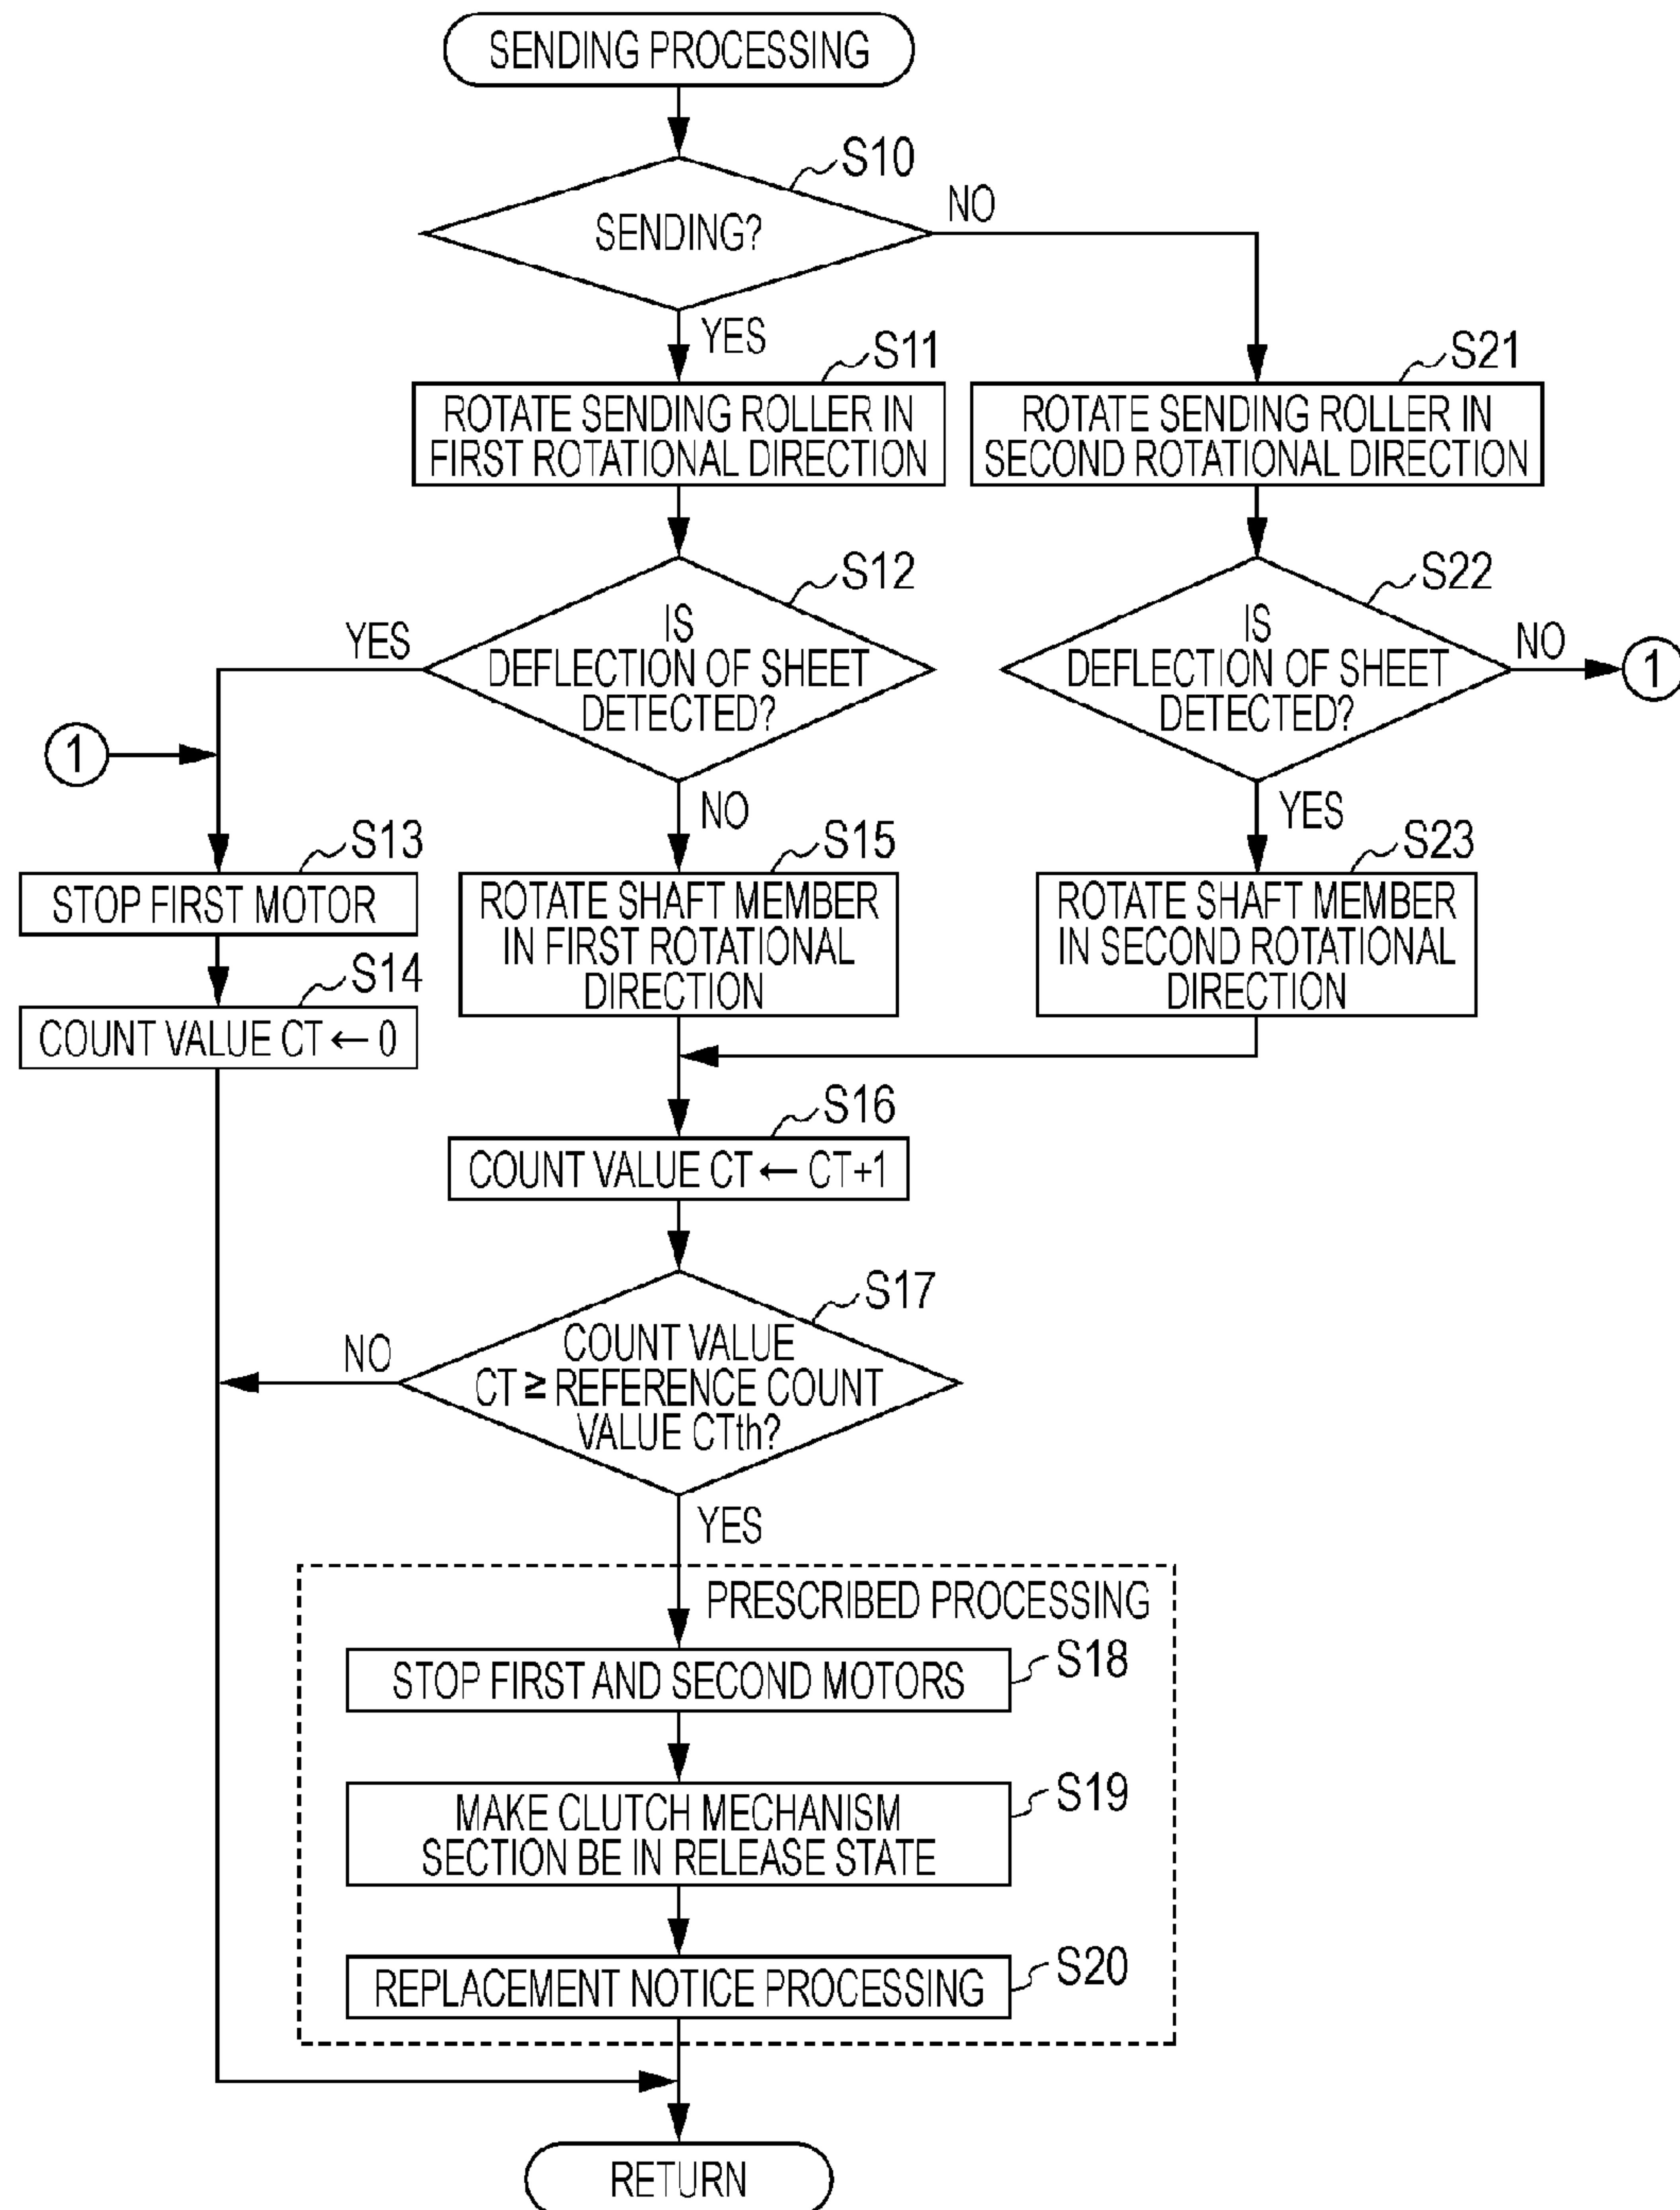 SENDING PROCESSING
S10
SENDING?
NO
YES
S11
ROTATE SENDING ROLLER IN
FIRST ROTATIONAL DIRECTION
S21
ROTATE SENDING ROLLER IN
SECOND ROTATIONAL DIRECTION
S12
IS
DEFLECTION OF SHEET
DETECTED?
YES
NO
S22
IS
DEFLECTION OF SHEET
DETECTED?
NO
1
YES
1
S13
STOP FIRST MOTOR
S14
COUNT VALUE CT ← 0
S15
ROTATE SHAFT MEMBER
IN FIRST ROTATIONAL
DIRECTION
S23
ROTATE SHAFT MEMBER
IN SECOND ROTATIONAL
DIRECTION
S16
COUNT VALUE CT ← CT+1
S17
COUNT VALUE
CT ≧ REFERENCE COUNT
VALUE CTth?
NO
YES
PRESCRIBED PROCESSING
S18
STOP FIRST AND SECOND MOTORS
S19
MAKE CLUTCH MECHANISM
SECTION BE IN RELEASE STATE
S20
REPLACEMENT NOTICE PROCESSING
RETURN